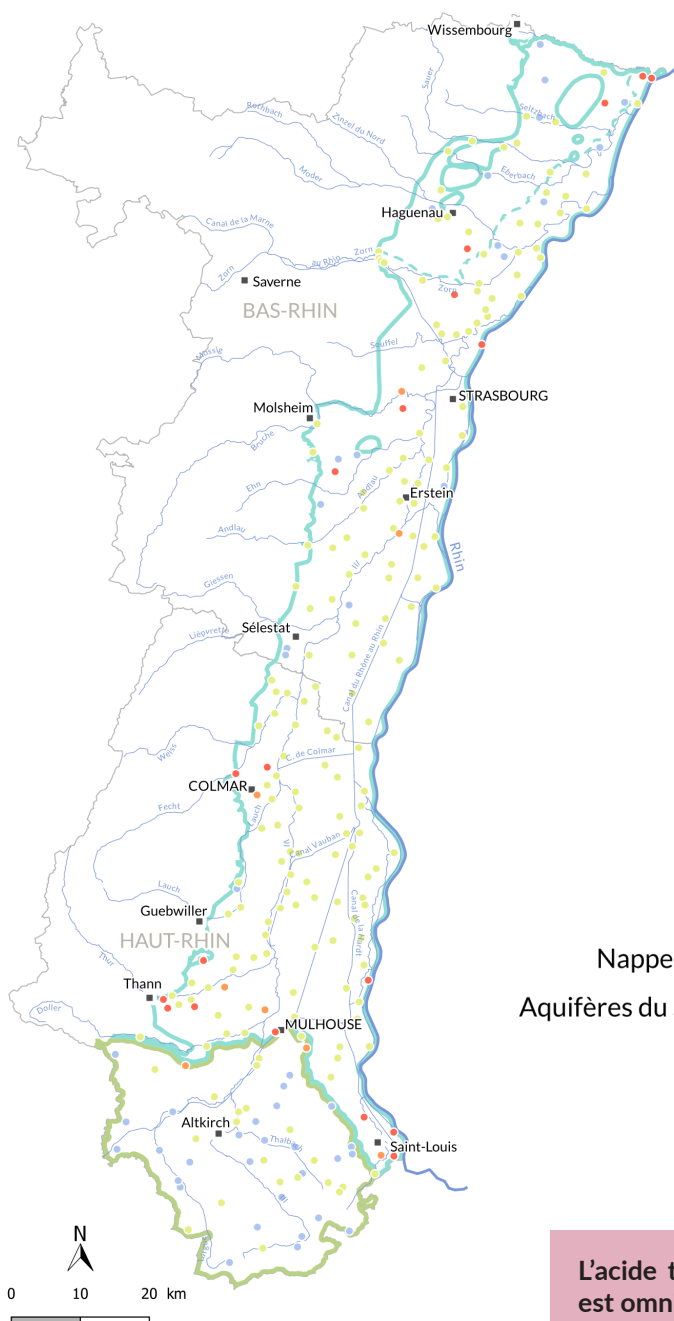 Wissembourg
Sauer
Rothbach
Zinzel du Nord
Seltzbach
Moder
Eberbach
Haguenau
Canal de la Marne
au Rhin
Zorn
Zorn
Zorn
Saverne
BAS-RHIN
Souffel
Mossig
STRASBOURG
Molsheim
Bruche
Ehn
Andlau
Erstein
Andlau
Ill
Rhin
Giessen
Sélestat
Liepvrette
Canal du Rhône au Rhin
Weiss
C. de Colmar
COLMAR
Fecht
Lauch
Ill
Canal Vauban
Lauch
Guebwiller
Canal de la Hardt
HAUT-RHIN
Nappe
Thur
Thann
Aquifères du
Doller
MULHOUSE
Altkirch
Thalbach
Saint-Louis
Ill
Largue
N
L'acide t
est omn
0 10 20 km